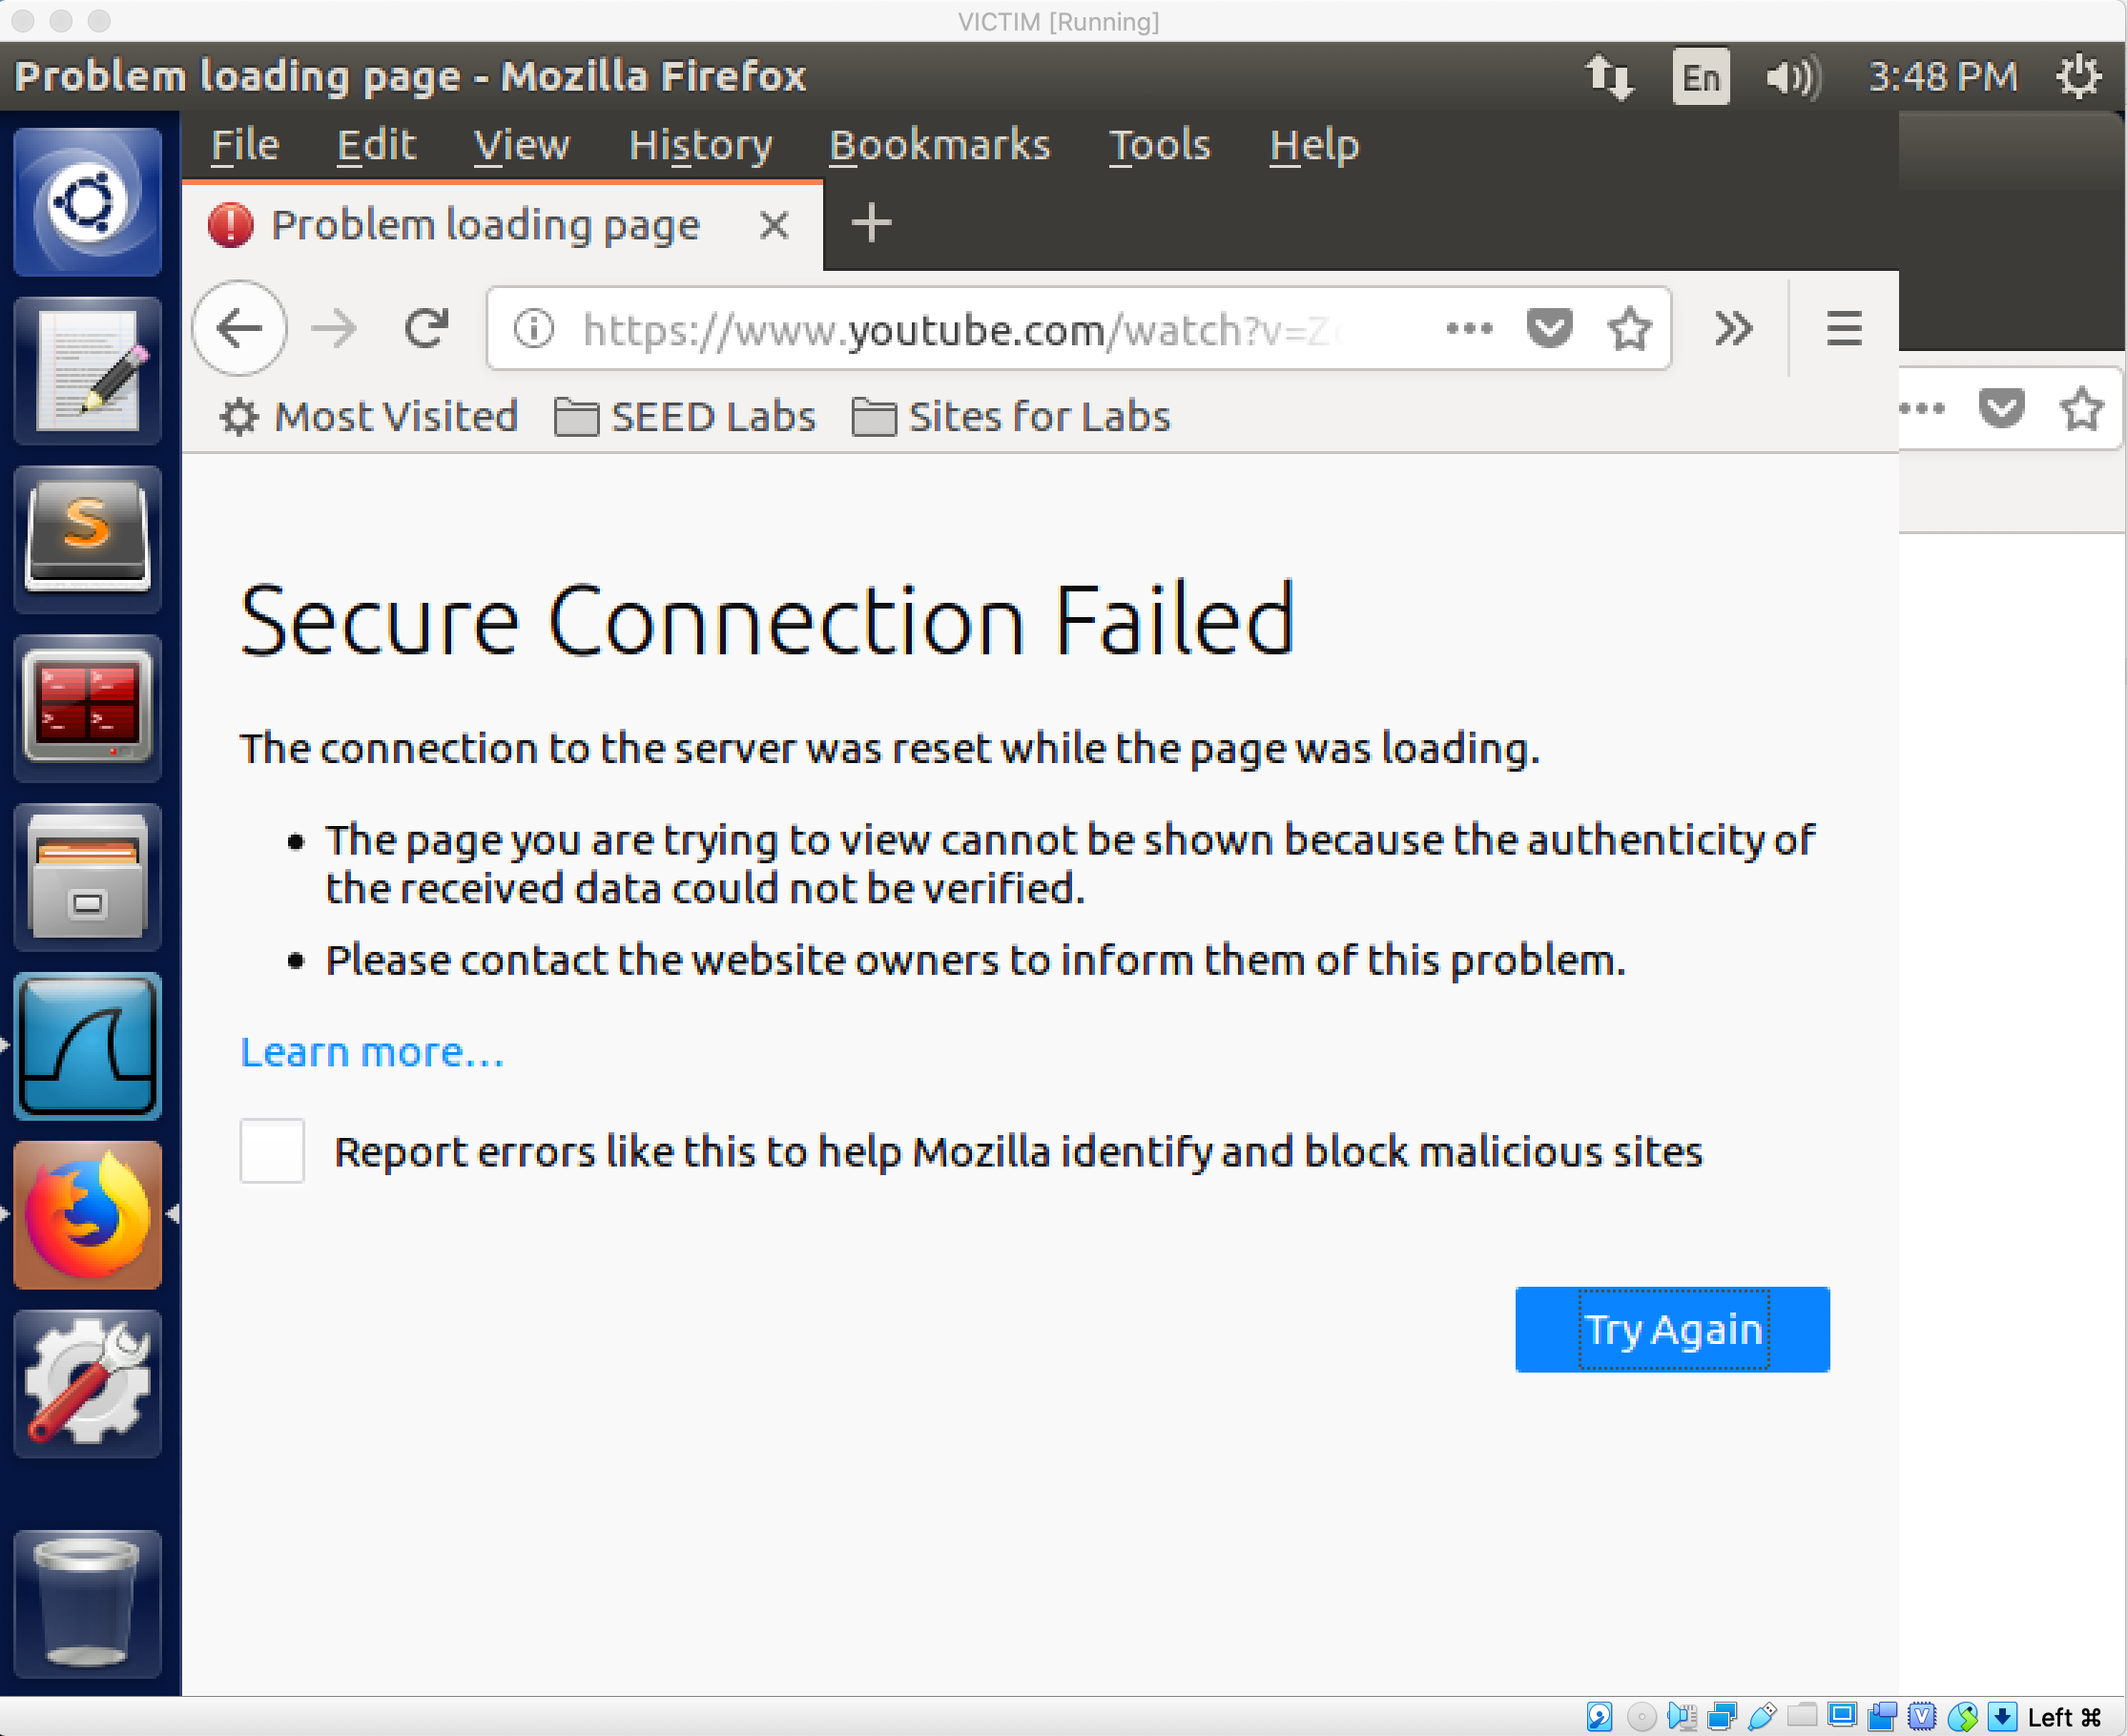 VICTIM [Running]
Problem loading page - Mozilla Firefox En 3:48 PM
File Edit View History Bookmarks Tools Help
Problem loading page
https://www.youtube.com/watch?v=Z
Most Visited SEED Labs Sites for Labs
Secure Connection Failed
The connection to the server was reset while the page was loading.
The page you are trying to view cannot be shown because the authenticity of
the received data could not be verified.
Please contact the website owners to inform them of this problem.
Learn more...
Report errors like this to help Mozilla identify and block malicious sites
Try Again
Left ⌘